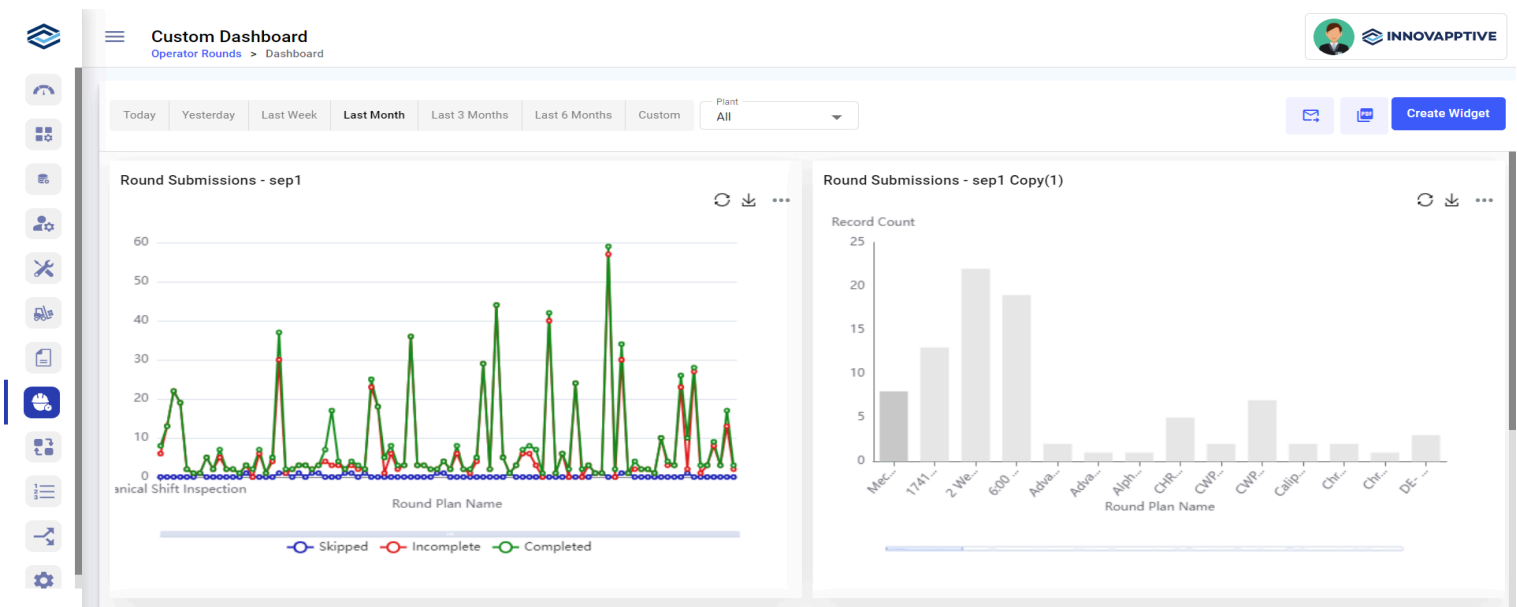 Custom Dashboard
Operator Rounds > Dashboard
INNOVAPPTIVE
Today Yesterday Last Week Last Month Last 3 Months Last 6 Months Custom
Plant
All
PDF
Create Widget
Round Submissions - sep1
60
50
40
30
20
10
0
anical Shift Inspection
Round Plan Name
Skipped Incomplete Completed
Round Submissions - sep1 Copy(1)
Record Count
25
20
15
10
5
0
Mec... 1741... 2 We... 6:00 ... Adva... Adva... Alph... CHR... CWP... CWP... Calip... Chr... Chr... DE- ...
Round Plan Name